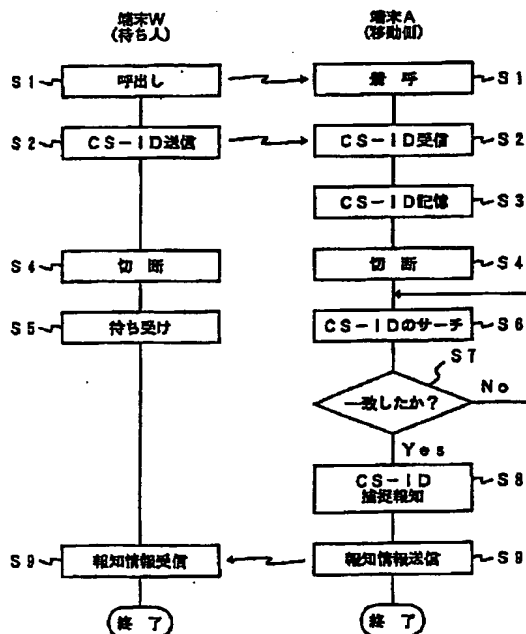 端末W
(待ち人)
端末A
(移動側)
S1 呼出し 着呼 S1
S2 CS-ID送信 CS-ID受信 S2
CS-ID記憶 S3
S4 切断 切断 S4
S5 待ち受け CS-IDのサーチ S6
S7
一致したか? No
Yes
CS-ID
捕捉報知 S8
S9 報知情報受信 報知情報送信 S9
終了 終了